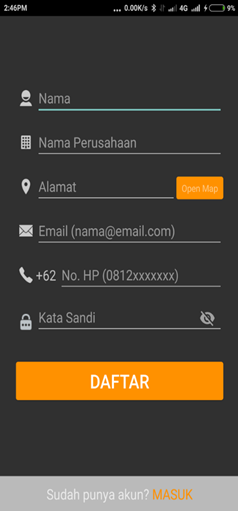 2:46PM ... 0.00K/s 4G 9%
Nama
Nama Perusahaan
Alamat Open Map
Email (nama@email.com)
+62 No. HP (0812xxxxxxx)
Kata Sandi
DAFTAR
Sudah punya akun? MASUK